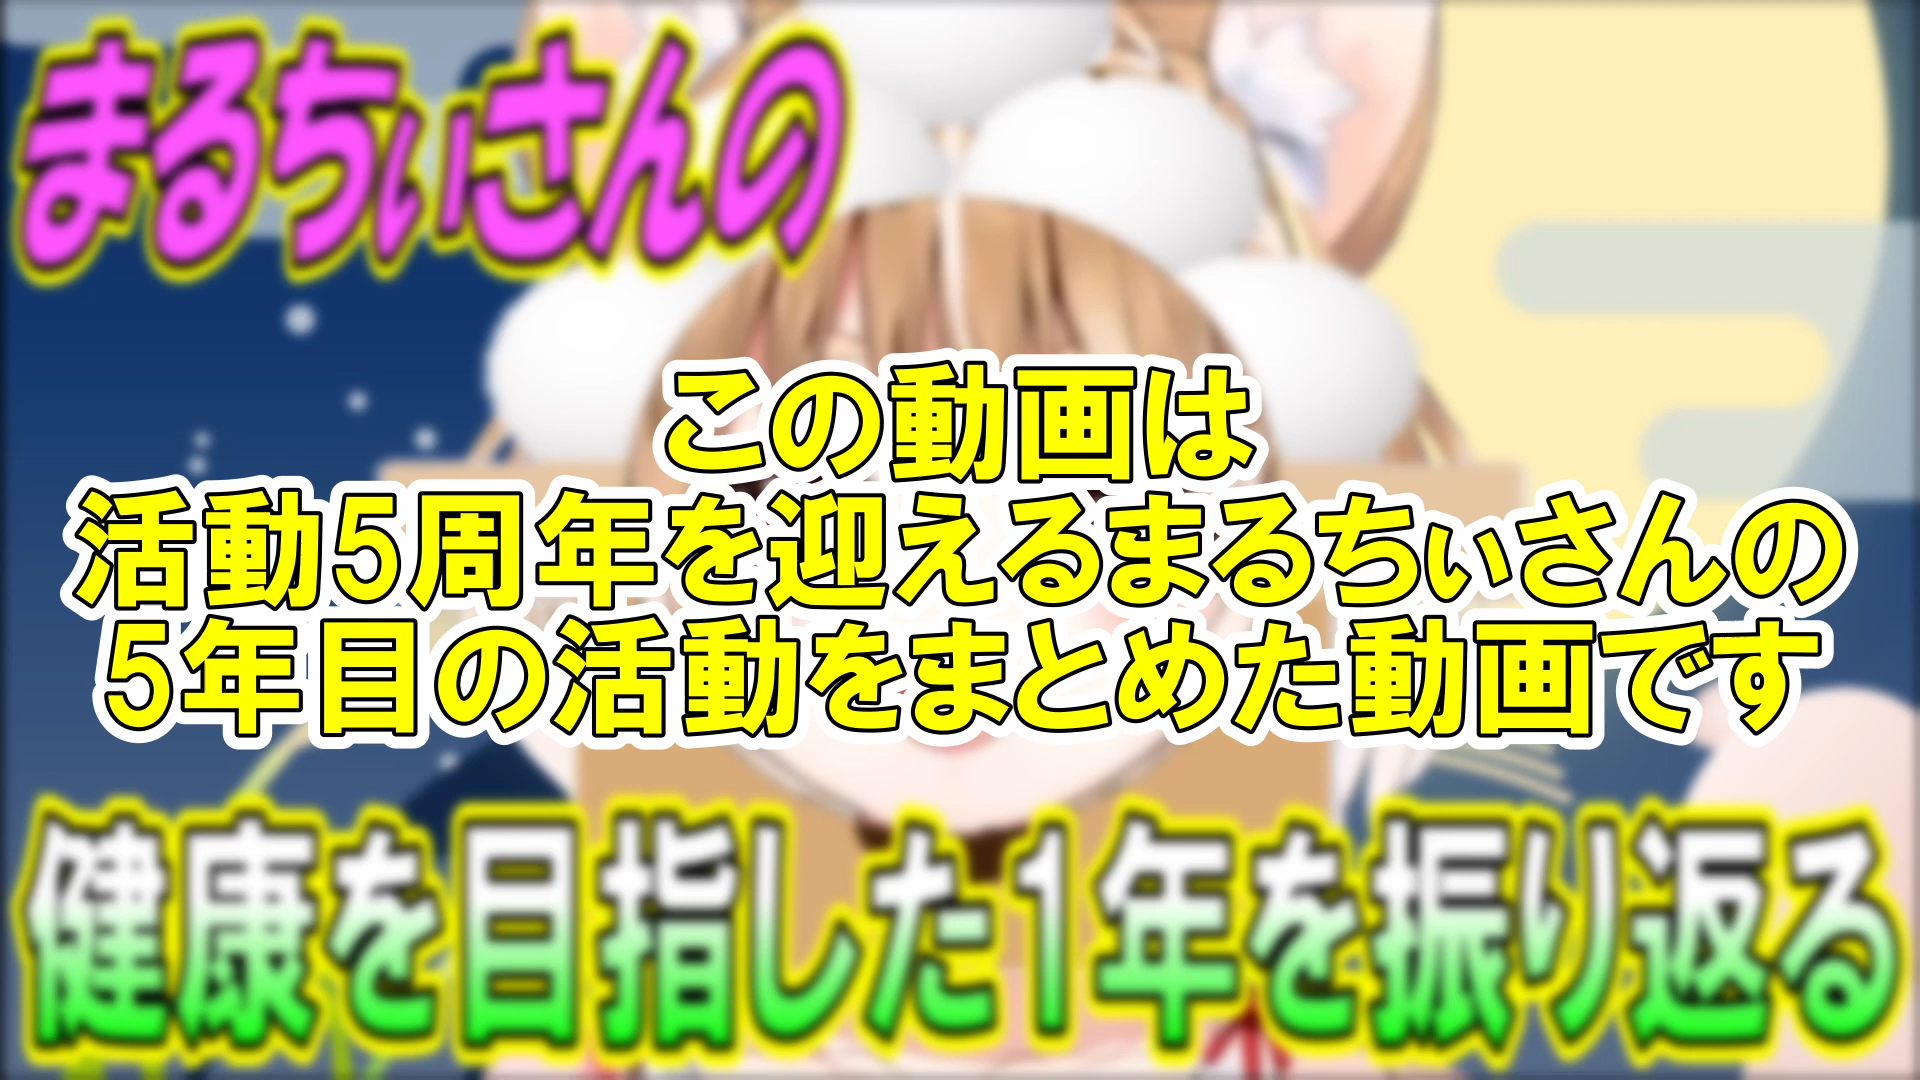 まるちぃさんの
この動画は
活動5周年を迎えるまるちぃさんの
5年目の活動をまとめた動画です
健康を目指した1年を振り返る